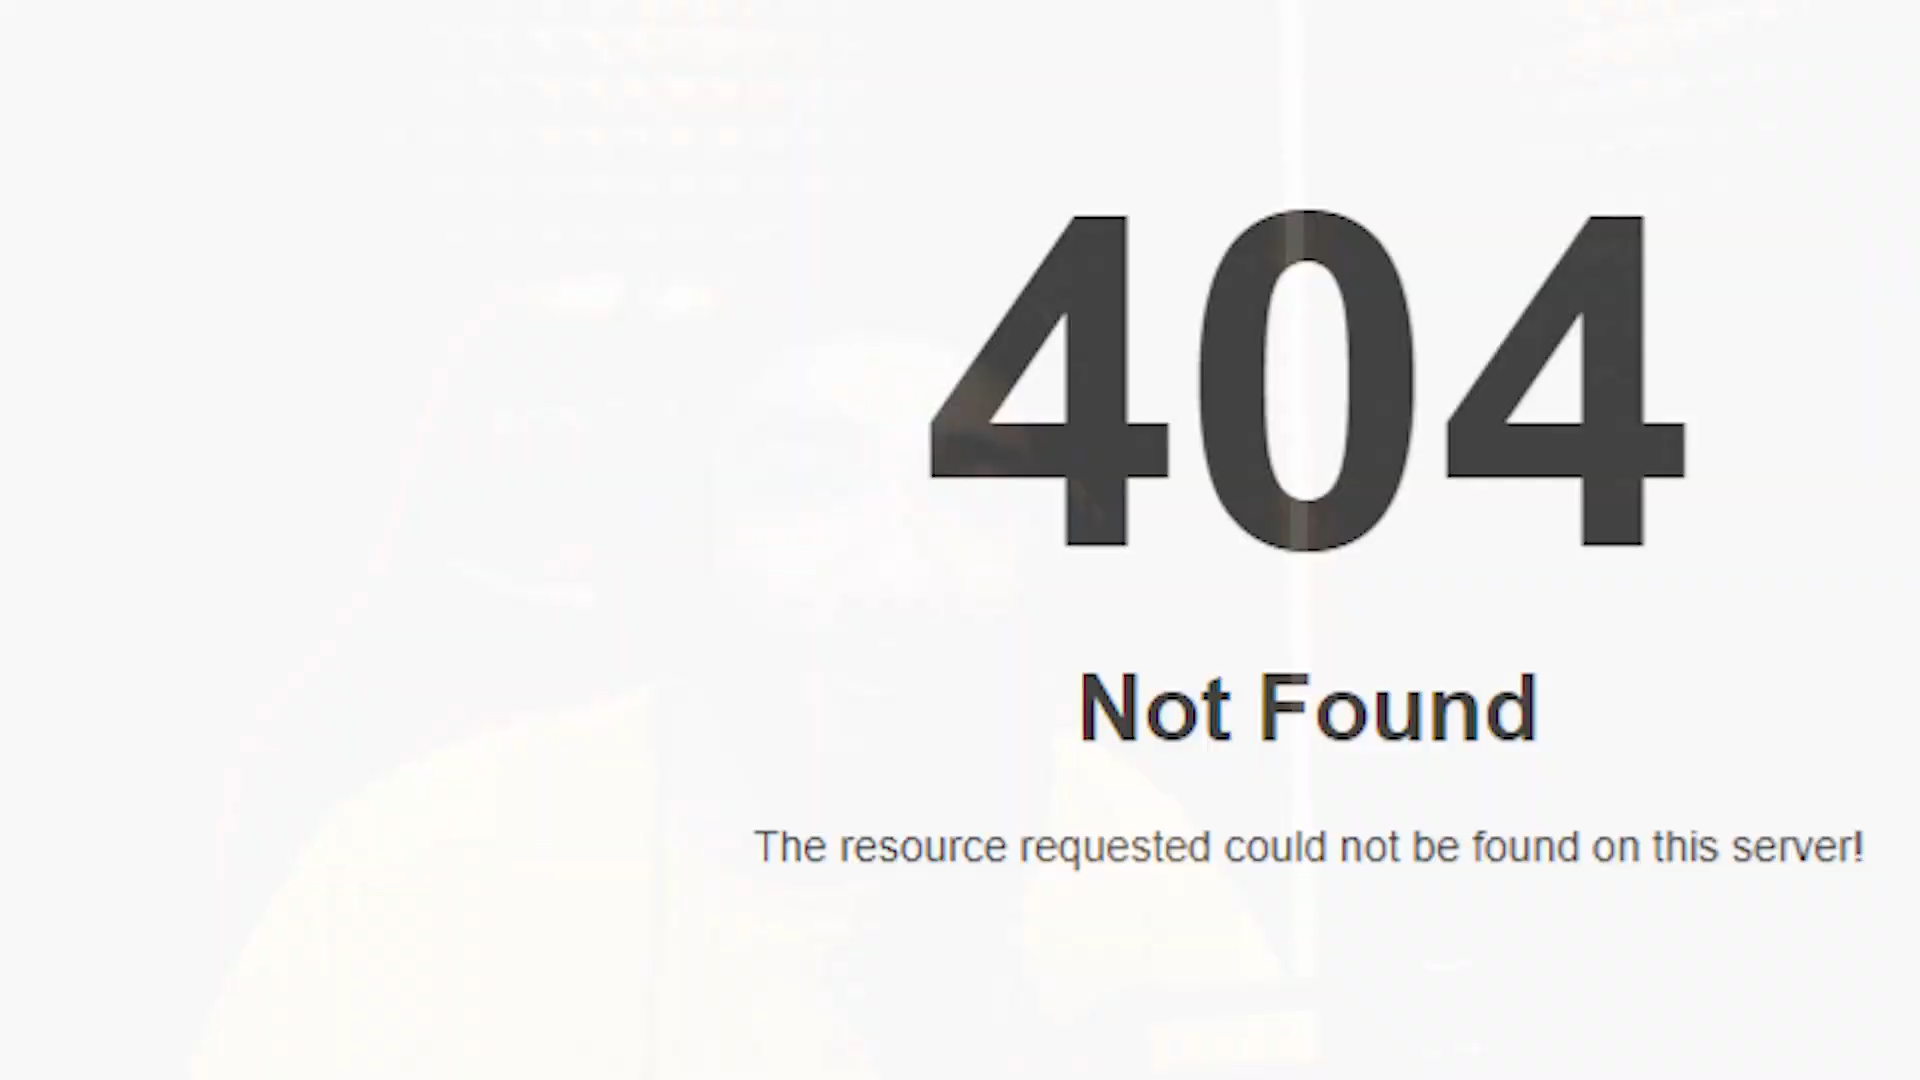 404
Not Found
The resource requested could not be found on this server!